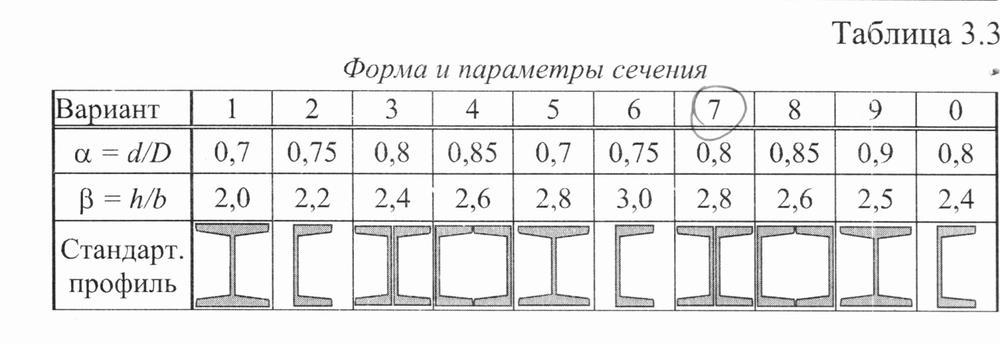 Таблица 3.3
Форма и параметры сечения
Вариант 1 2 3 4 5 6 7 8 9 0
α = d/D 0,7 0,75 0,8 0,85 0,7 0,75 0,8 0,85 0,9 0,8
β = h/b 2,0 2,2 2,4 2,6 2,8 3,0 2,8 2,6 2,5 2,4
Стандарт.
профиль